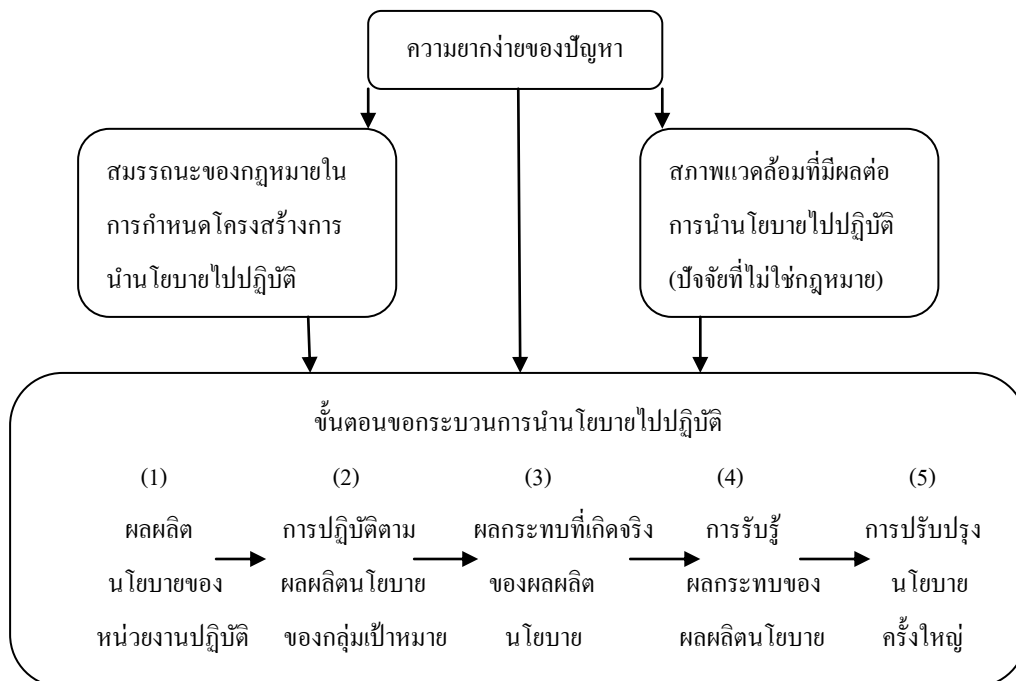 ความยากง่ายของปัญหา
สมรรถนะของกฎหมายใน
การกำหนดโครงสร้างการ
นำนโยบายไปปฏิบัติ
สภาพแวดล้อมที่มีผลต่อ
การนำนโยบายไปปฏิบัติ
(ปัจจัยที่ไม่ใช่กฎหมาย)
ขั้นตอนขอกระบวนการนำนโยบายไปปฏิบัติ
(1)
ผลผลิต
นโยบายของ
หน่วยงานปฏิบัติ
(2)
การปฏิบัติตาม
ผลผลิตนโยบาย
ของกลุ่มเป้าหมาย
(3)
ผลกระทบที่เกิดจริง
ของผลผลิต
นโยบาย
(4)
การรับรู้
ผลกระทบของ
ผลผลิตนโยบาย
(5)
การปรับปรุง
นโยบาย
ครั้งใหญ่